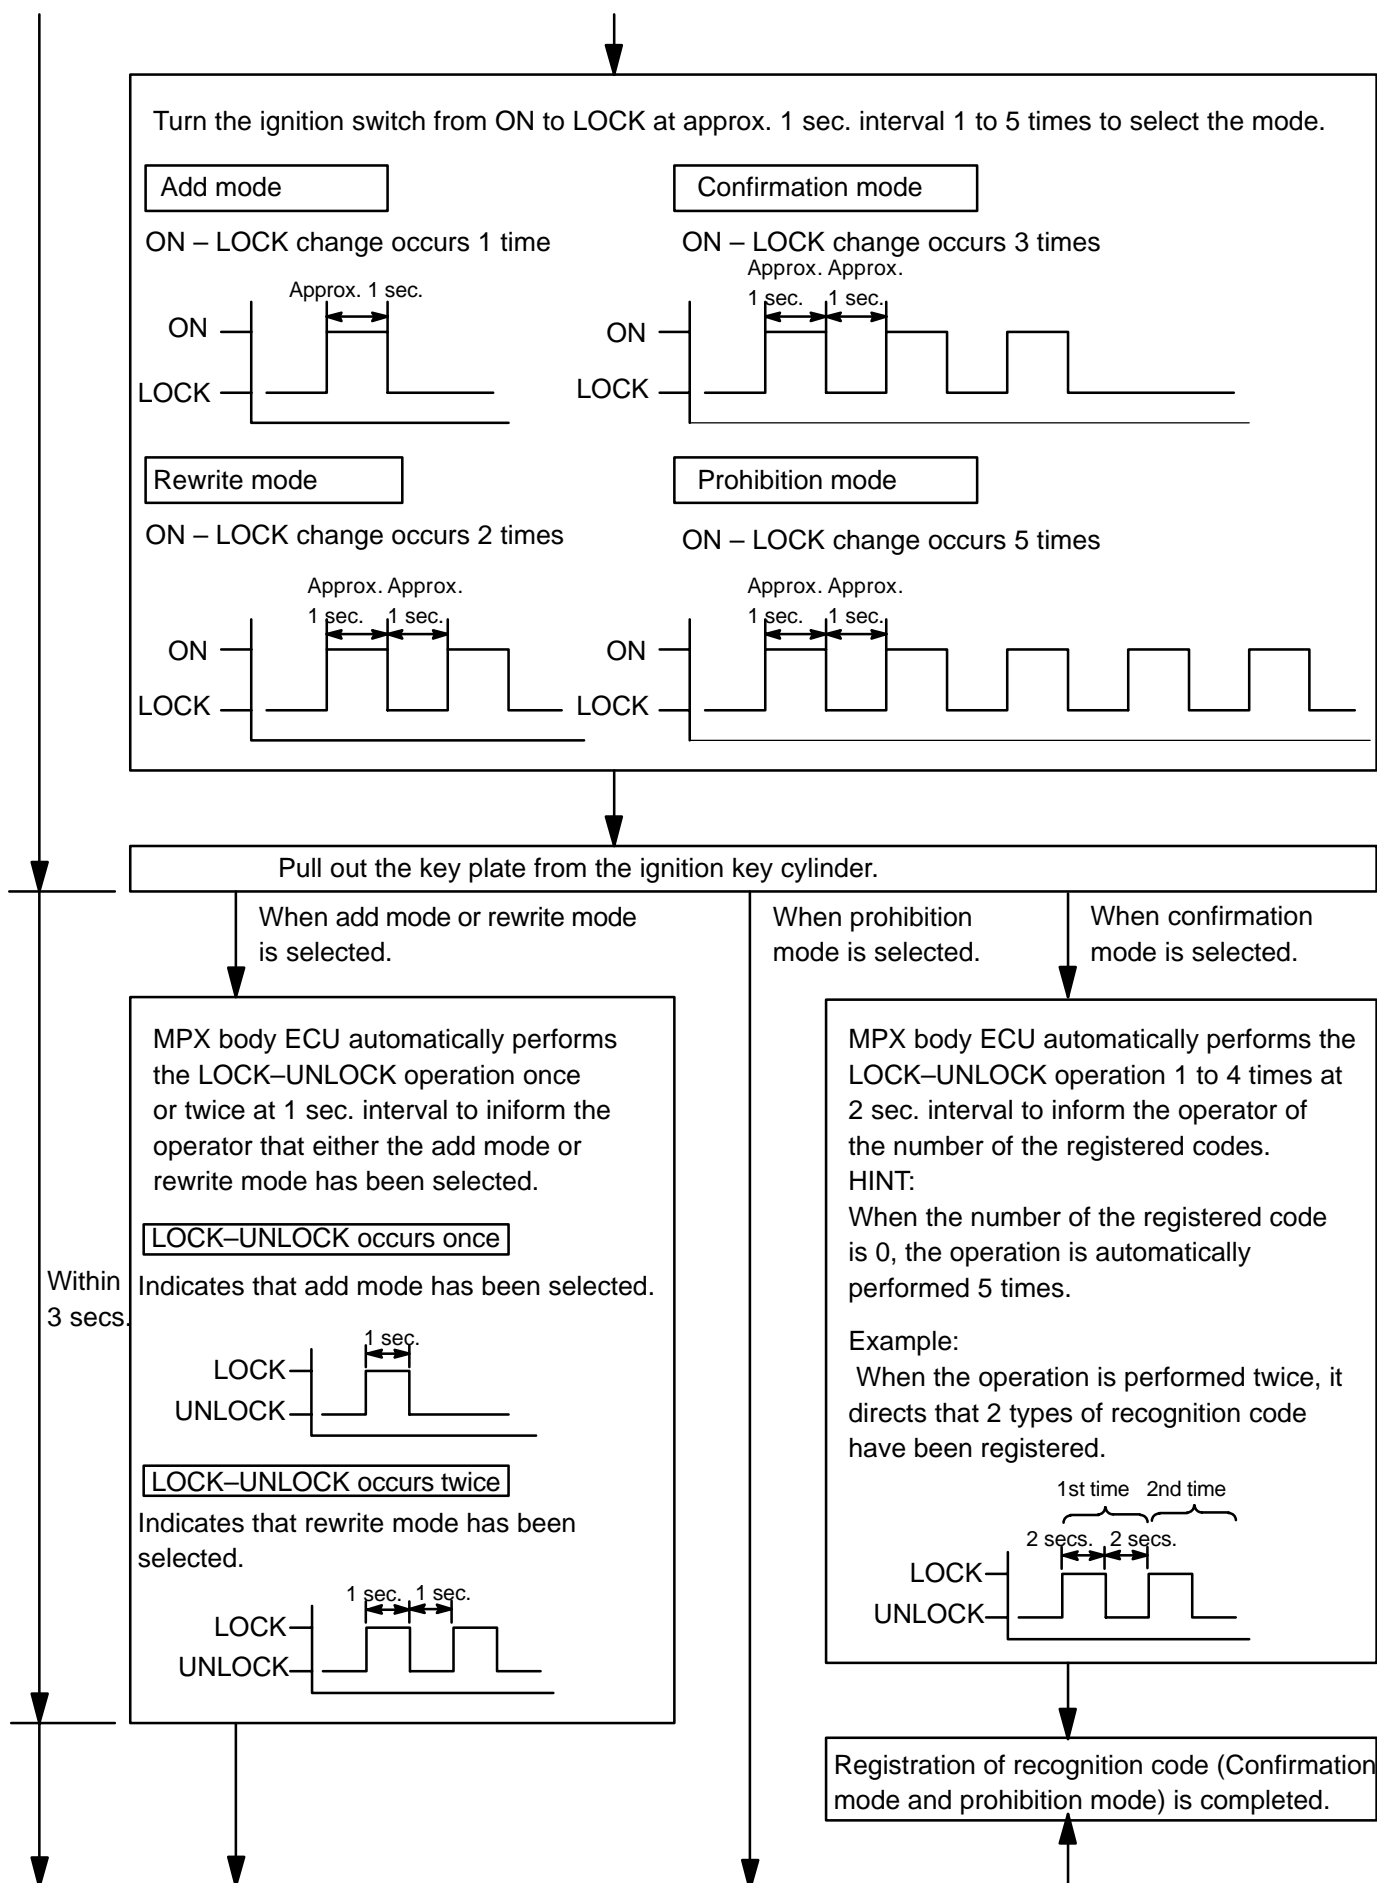 Turn the ignition switch from ON to LOCK at approx. 1 sec. interval 1 to 5 times to select the mode.
Add mode
ON – LOCK change occurs 1 time
Approx. 1 sec.
ON
LOCK
Confirmation mode
ON – LOCK change occurs 3 times
Approx. Approx.
1 sec. 1 sec.
ON
LOCK
Rewrite mode
ON – LOCK change occurs 2 times
Approx. Approx.
1 sec. 1 sec.
ON
LOCK
Prohibition mode
ON – LOCK change occurs 5 times
Approx. Approx.
1 sec. 1 sec.
ON
LOCK
Pull out the key plate from the ignition key cylinder.
When add mode or rewrite mode
is selected.
When prohibition
mode is selected.
When confirmation
mode is selected.
Within
3 secs.
MPX body ECU automatically performs
the LOCK–UNLOCK operation once
or twice at 1 sec. interval to iniform the
operator that either the add mode or
rewrite mode has been selected.
LOCK–UNLOCK occurs once
Indicates that add mode has been selected.
1 sec.
LOCK
UNLOCK
LOCK–UNLOCK occurs twice
Indicates that rewrite mode has been
selected.
1 sec. 1 sec.
LOCK
UNLOCK
MPX body ECU automatically performs the
LOCK–UNLOCK operation 1 to 4 times at
2 sec. interval to inform the operator of
the number of the registered codes.
HINT:
When the number of the registered code
is 0, the operation is automatically
performed 5 times.
Example:
When the operation is performed twice, it
directs that 2 types of recognition code
have been registered.
1st time 2nd time
2 secs. 2 secs.
LOCK
UNLOCK
Registration of recognition code (Confirmation
mode and prohibition mode) is completed.